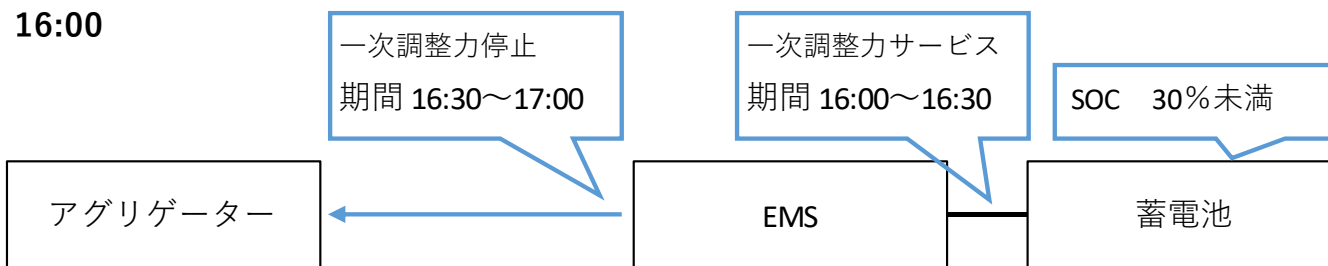 16:00
一次調整力停止
期間 16:30～17:00
一次調整力サービス
期間 16:00～16:30
SOC　30％未満
アグリゲーター
EMS
蓄電池